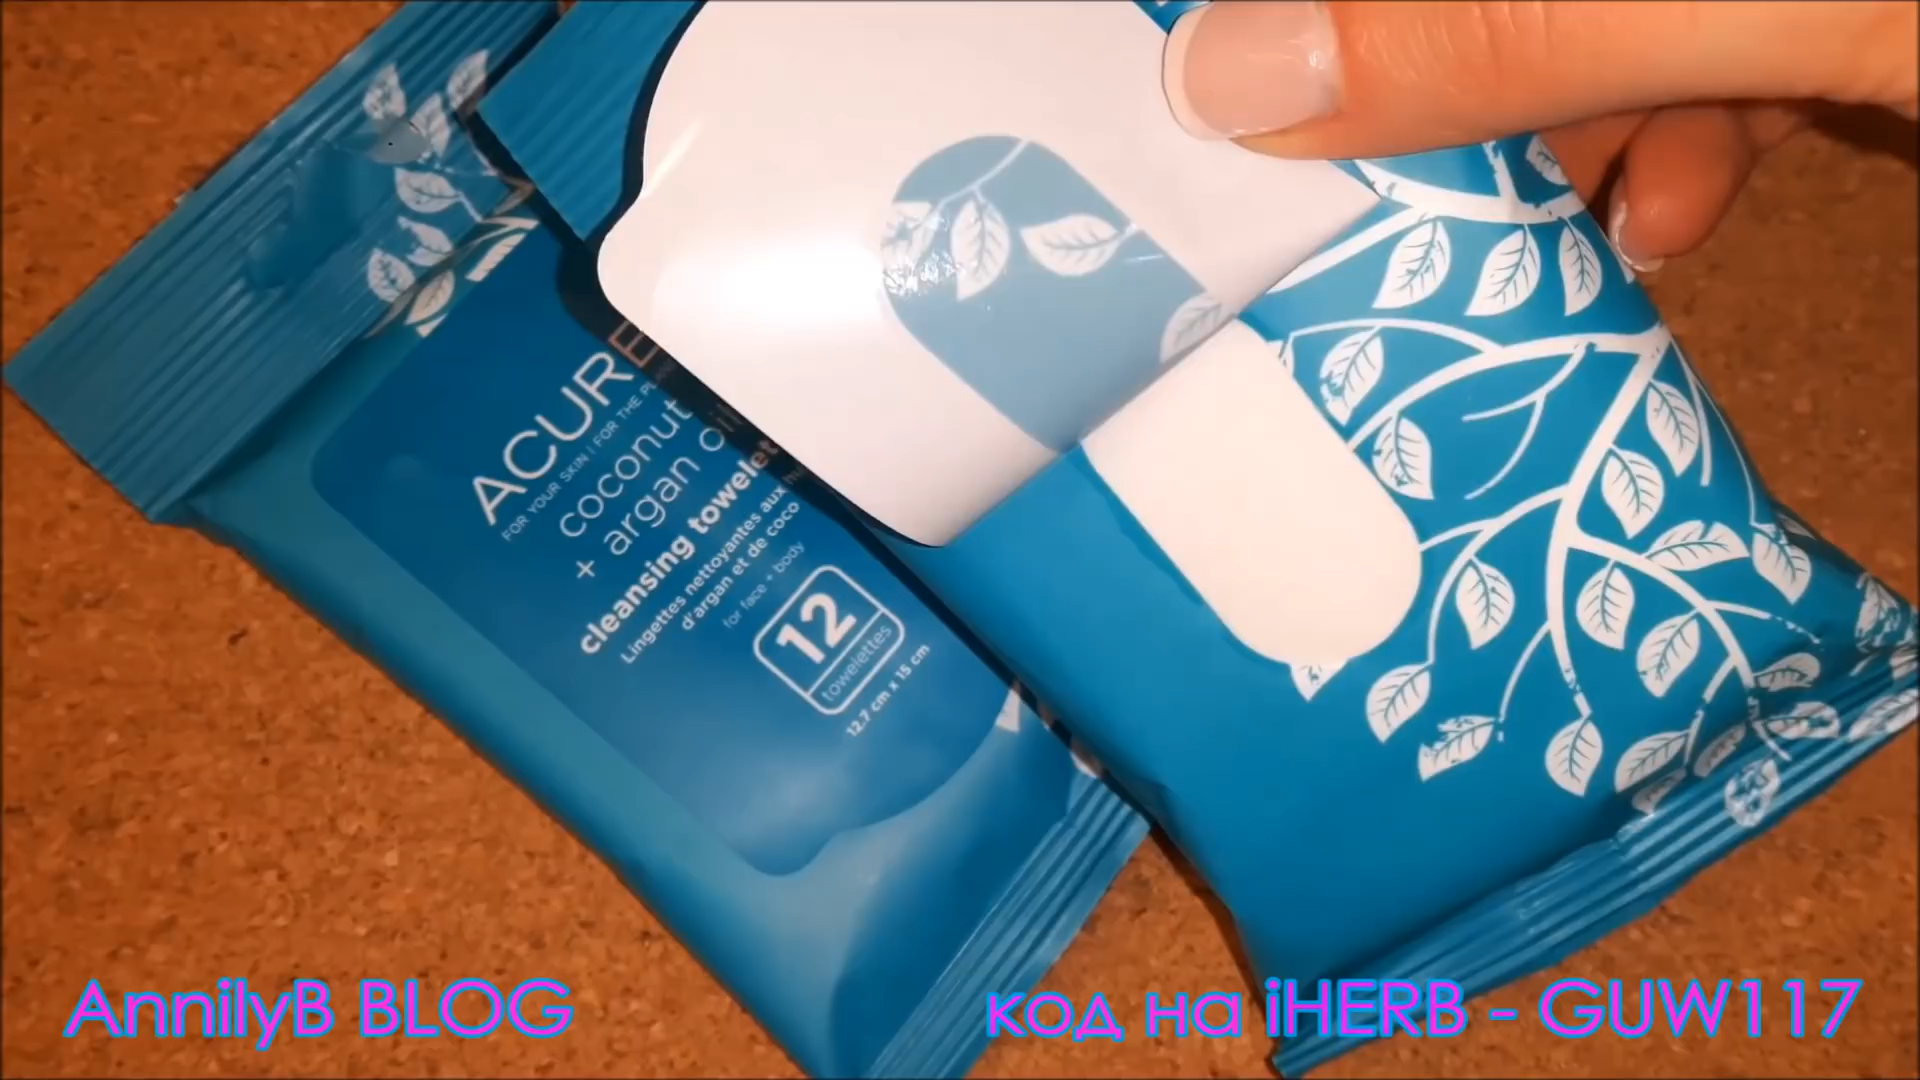 ACURE
FOR YOUR SKIN | FOR THE
coconut
+ argan oil
cleansing towelet
Lingettes nettoyantes aux
d'argan et de coco
for face + body
12
towelettes
12.7 cm x 15 cm
AnnilyB BLOG
код на iHERB - GUW117